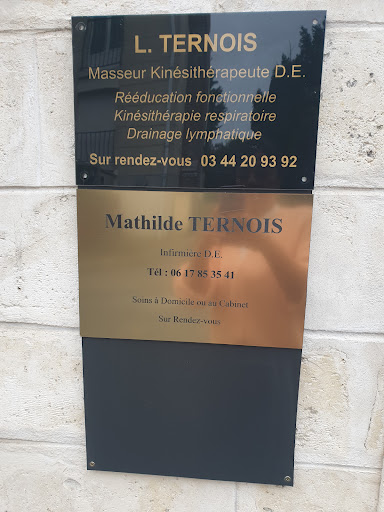 L. TERNOIS
Masseur Kinésithérapeute D.E.
Rééducation fonctionnelle
Kinésithérapie respiratoire
Drainage lymphatique
Sur rendez-vous 03 44 20 93 92
Mathilde TERNOIS
Infirmière D.E.
Tél : 06 17 85 35 41
Soins à Domicile ou au Cabinet
Sur Rendez-vous